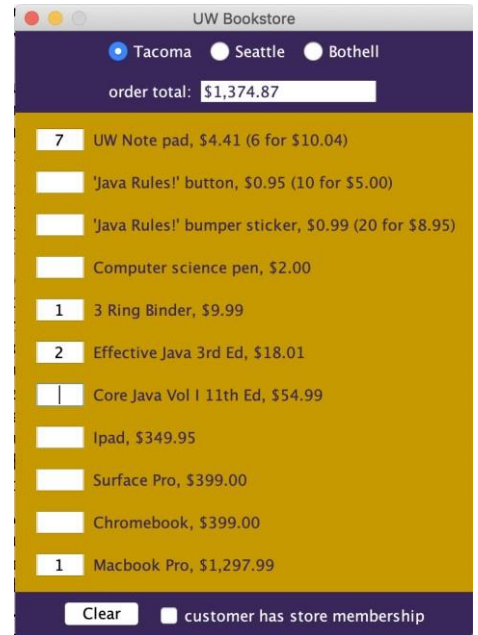 UW Bookstore
Tacoma Seattle Bothell
order total: $1,374.87
7 UW Note pad, $4.41 (6 for $10.04)
'Java Rules!' button, $0.95 (10 for $5.00)
'Java Rules!' bumper sticker, $0.99 (20 for $8.95)
Computer science pen, $2.00
1 3 Ring Binder, $9.99
2 Effective Java 3rd Ed, $18.01
Core Java Vol I 11th Ed, $54.99
Ipad, $349.95
Surface Pro, $399.00
Chromebook, $399.00
1 Macbook Pro, $1,297.99
Clear customer has store membership